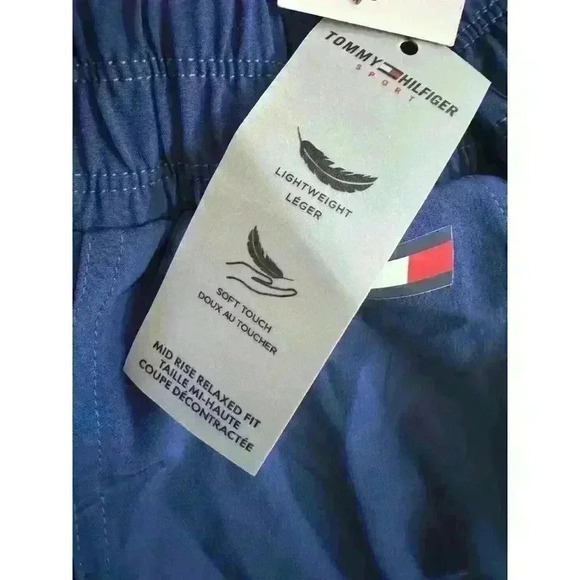 TOMMY HILFIGER
SPORT
LIGHTWEIGHT
LÉGER
SOFT TOUCH
DOUX AU TOUCHER
MID RISE RELAXED FIT
TAILLE MI-HAUTE
COUPE DÉCONTRACTÉE